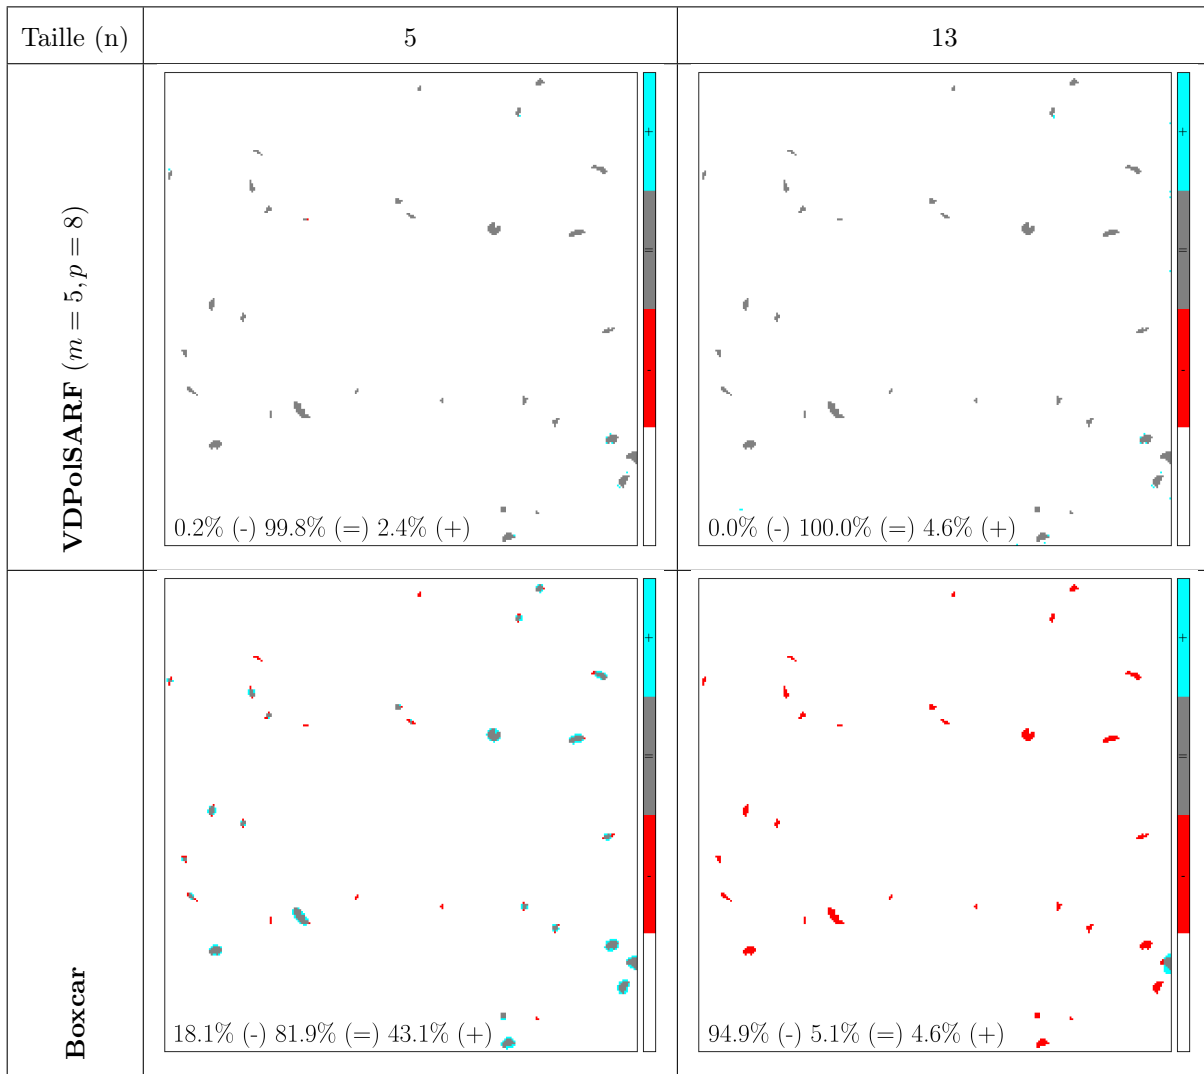 Taille (n)
5
13
VDPolSARF (m = 5, p = 8)
+
=
-
0.2% (-) 99.8% (=) 2.4% (+)
+
=
-
0.0% (-) 100.0% (=) 4.6% (+)
Boxcar
+
=
-
18.1% (-) 81.9% (=) 43.1% (+)
+
=
-
94.9% (-) 5.1% (=) 4.6% (+)